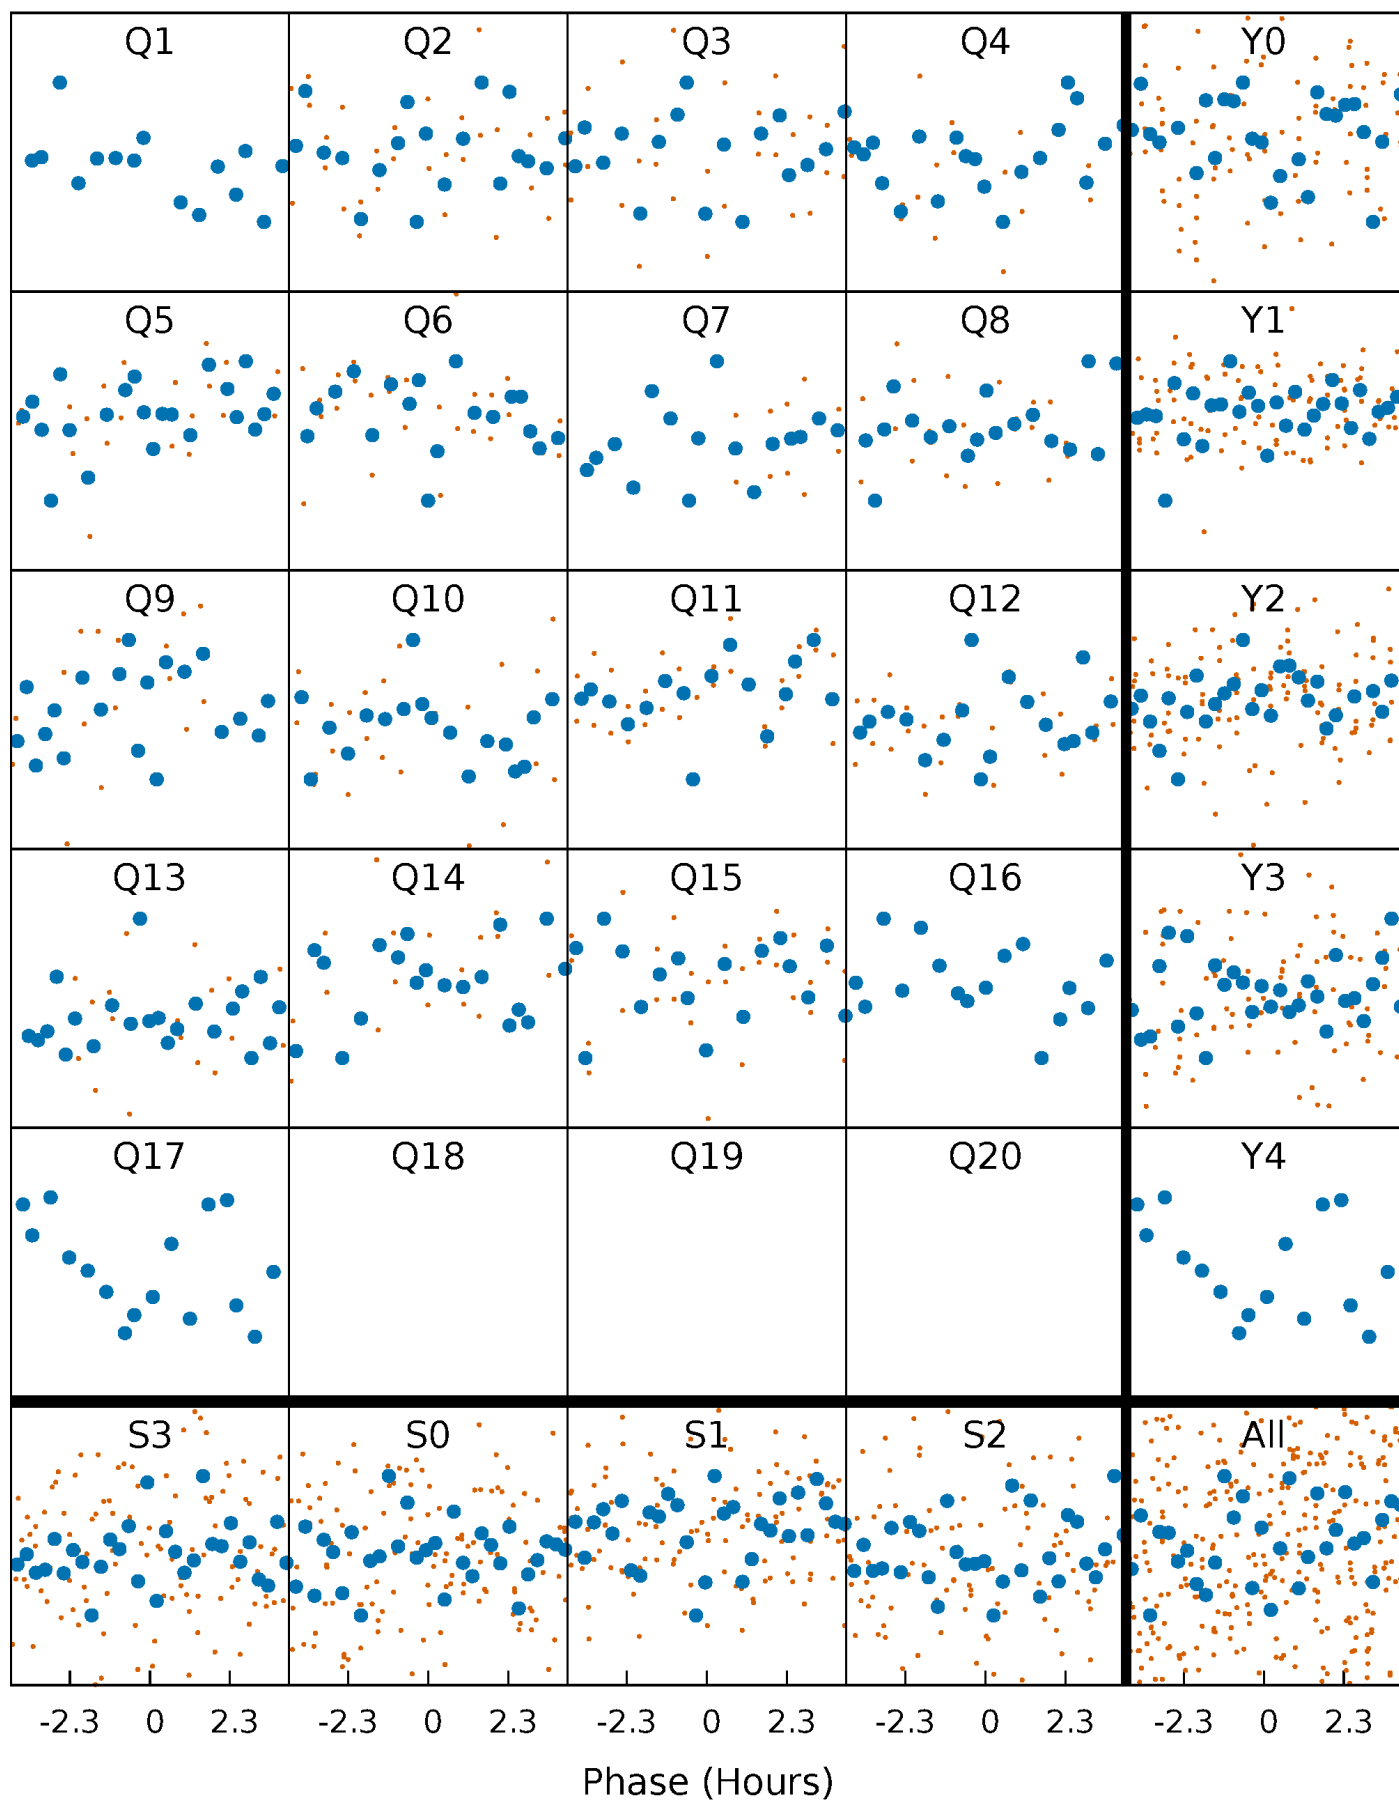 Q1 Q2 Q3 Q4 Y0
Q5 Q6 Q7 Q8 Y1
Q9 Q10 Q11 Q12 Y2
Q13 Q14 Q15 Q16 Y3
Q17 Q18 Q19 Q20 Y4
S3 S0 S1 S2 All
-2.3 0 2.3 -2.3 0 2.3 -2.3 0 2.3 -2.3 0 2.3 -2.3 0 2.3
Phase (Hours)